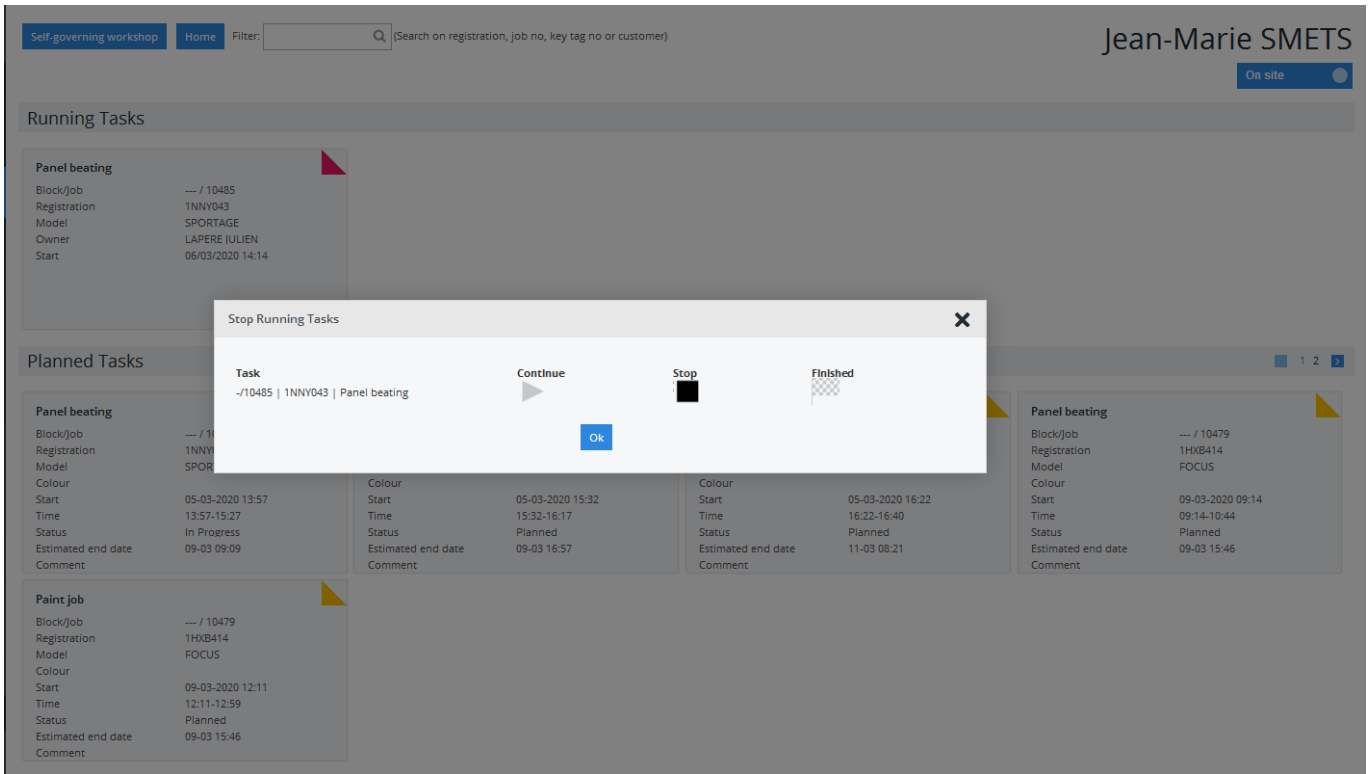 Self-governing workshop Home Filter: (Search on registration, job no, key tag no or customer) Jean-Marie SMETS
On site
Running Tasks
Panel beating
Block/Job --- / 10485
Registration 1NNY043
Model SPORTAGE
Owner LAPERE JULIEN
Start 06/03/2020 14:14
Stop Running Tasks
Task Continue Stop Finished
-/10485 | 1NNY043 | Panel beating
Ok
Planned Tasks 1 2
Panel beating
Block/Job --- / 10
Registration 1NNY
Model SPOR
Colour
Start 05-03-2020 13:57
Time 13:57-15:27
Status In Progress
Estimated end date 09-03 09:09
Comment
Colour
Start 05-03-2020 15:32
Time 15:32-16:17
Status Planned
Estimated end date 09-03 16:57
Comment
Colour
Start 05-03-2020 16:22
Time 16:22-16:40
Status Planned
Estimated end date 11-03 08:21
Comment
Panel beating
Block/Job --- / 10479
Registration 1HXB414
Model FOCUS
Colour
Start 09-03-2020 09:14
Time 09:14-10:44
Status Planned
Estimated end date 09-03 15:46
Comment
Paint job
Block/Job --- / 10479
Registration 1HXB414
Model FOCUS
Colour
Start 09-03-2020 12:11
Time 12:11-12:59
Status Planned
Estimated end date 09-03 15:46
Comment